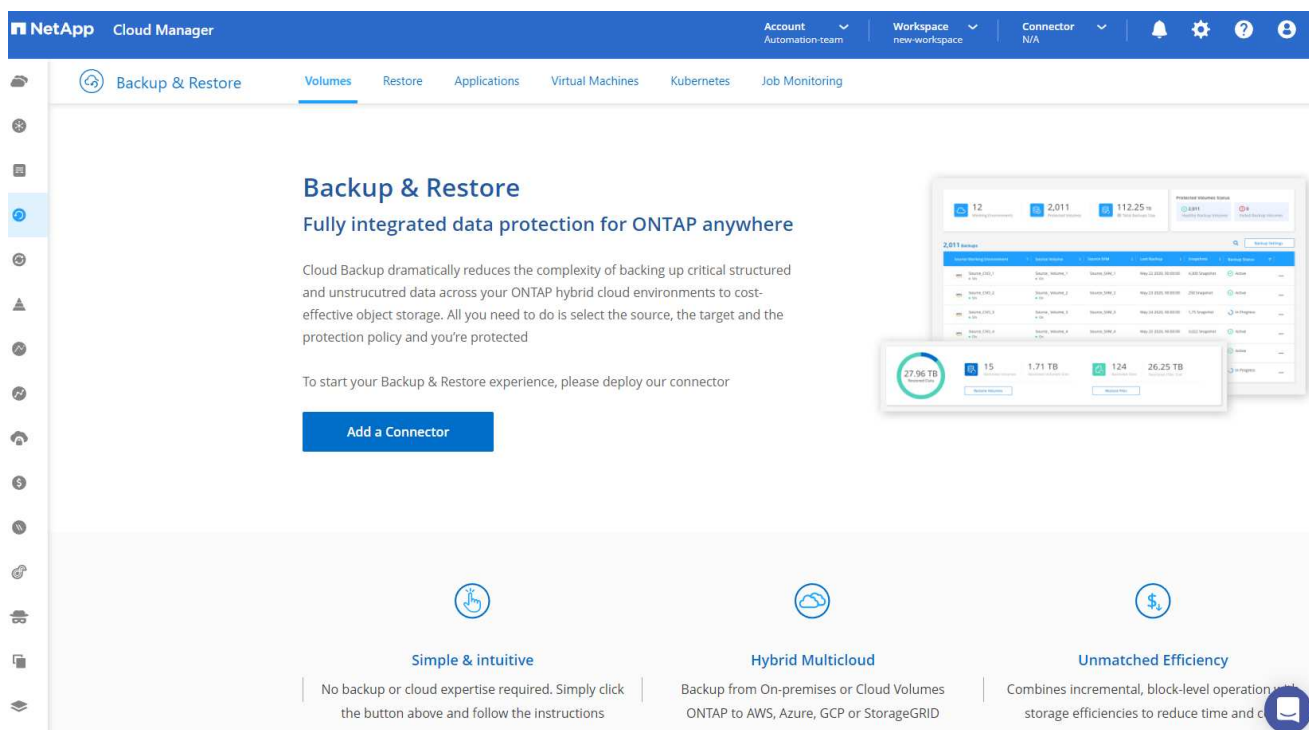 NetApp Cloud Manager
Account
Automation-team
Workspace
new-workspace
Connector
N/A
Backup & Restore
Volumes Restore Applications Virtual Machines Kubernetes Job Monitoring
Backup & Restore
Fully integrated data protection for ONTAP anywhere
Cloud Backup dramatically reduces the complexity of backing up critical structured
and unstrucutred data across your ONTAP hybrid cloud environments to cost-
effective object storage. All you need to do is select the source, the target and the
protection policy and you're protected
To start your Backup & Restore experience, please deploy our connector
Add a Connector
12
2,011
112.25 TB
Protected Volumes Status
2,011 Backups
Backup Settings
27.96 TB
15
1.71 TB
124
26.25 TB
Simple & intuitive
No backup or cloud expertise required. Simply click
the button above and follow the instructions
Hybrid Multicloud
Backup from On-premises or Cloud Volumes
ONTAP to AWS, Azure, GCP or StorageGRID
Unmatched Efficiency
Combines incremental, block-level operation
storage efficiencies to reduce time and